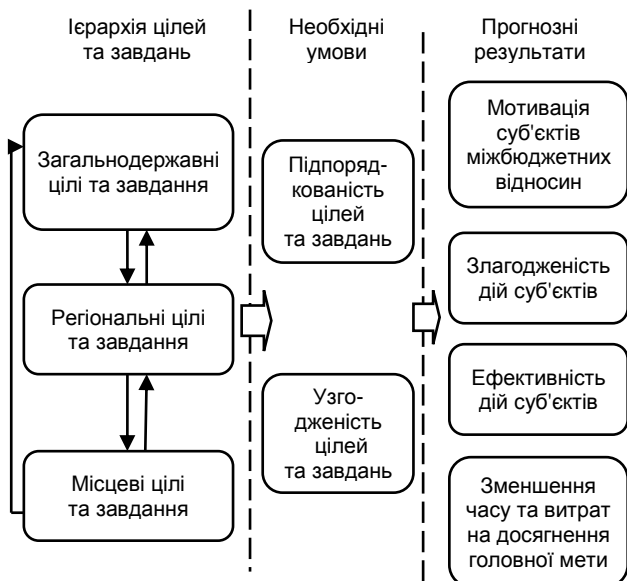 Ієрархія цілей
та завдань
Необхідні
умови
Прогнозні
результати
Загальнодержавні
цілі та завдання
Регіональні цілі
та завдання
Місцеві цілі
та завдання
Підпоряд-
кованість
цілей
та завдань
Узго-
дженість
цілей
та завдань
Мотивація
суб'єктів
міжбюджетних
відносин
Злагодженість
дій суб'єктів
Ефективність
дій суб'єктів
Зменшення
часу та витрат
на досягнення
головної мети